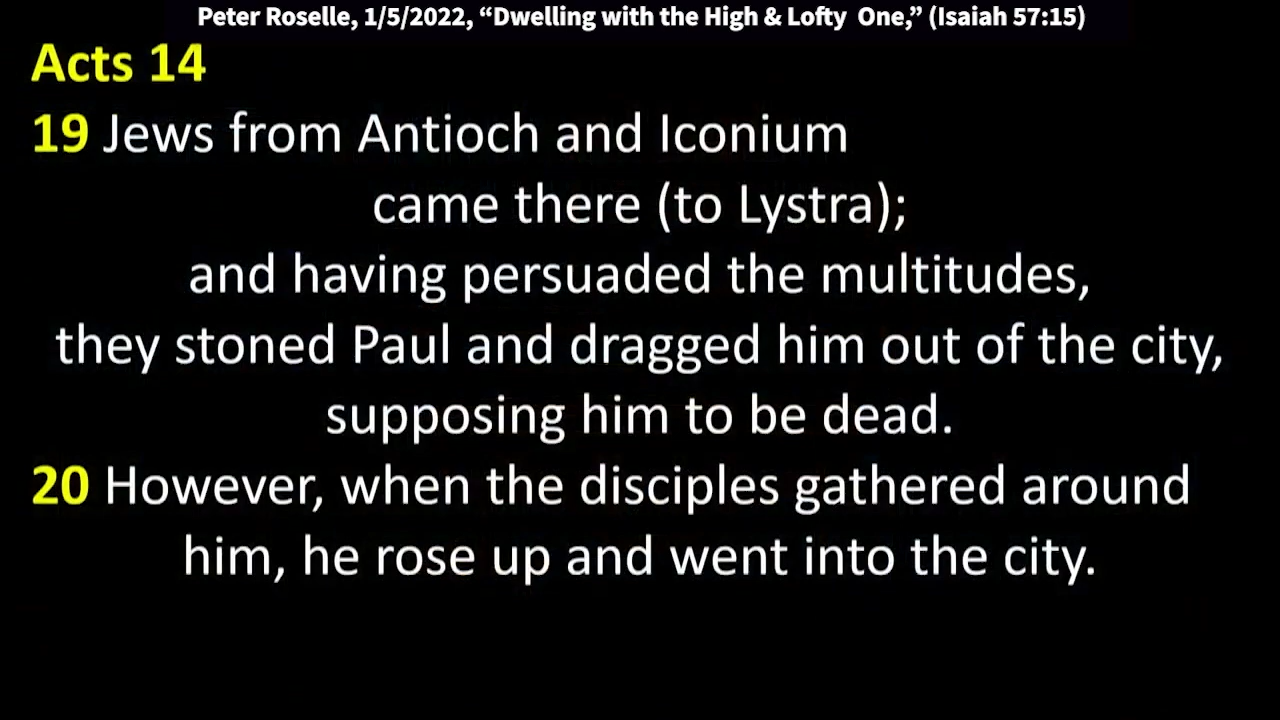 Peter Roselle, 1/5/2022, “Dwelling with the High & Lofty One,” (Isaiah 57:15)
Acts 14
19 Jews from Antioch and Iconium
came there (to Lystra);
and having persuaded the multitudes,
they stoned Paul and dragged him out of the city,
supposing him to be dead.
20 However, when the disciples gathered around
him, he rose up and went into the city.